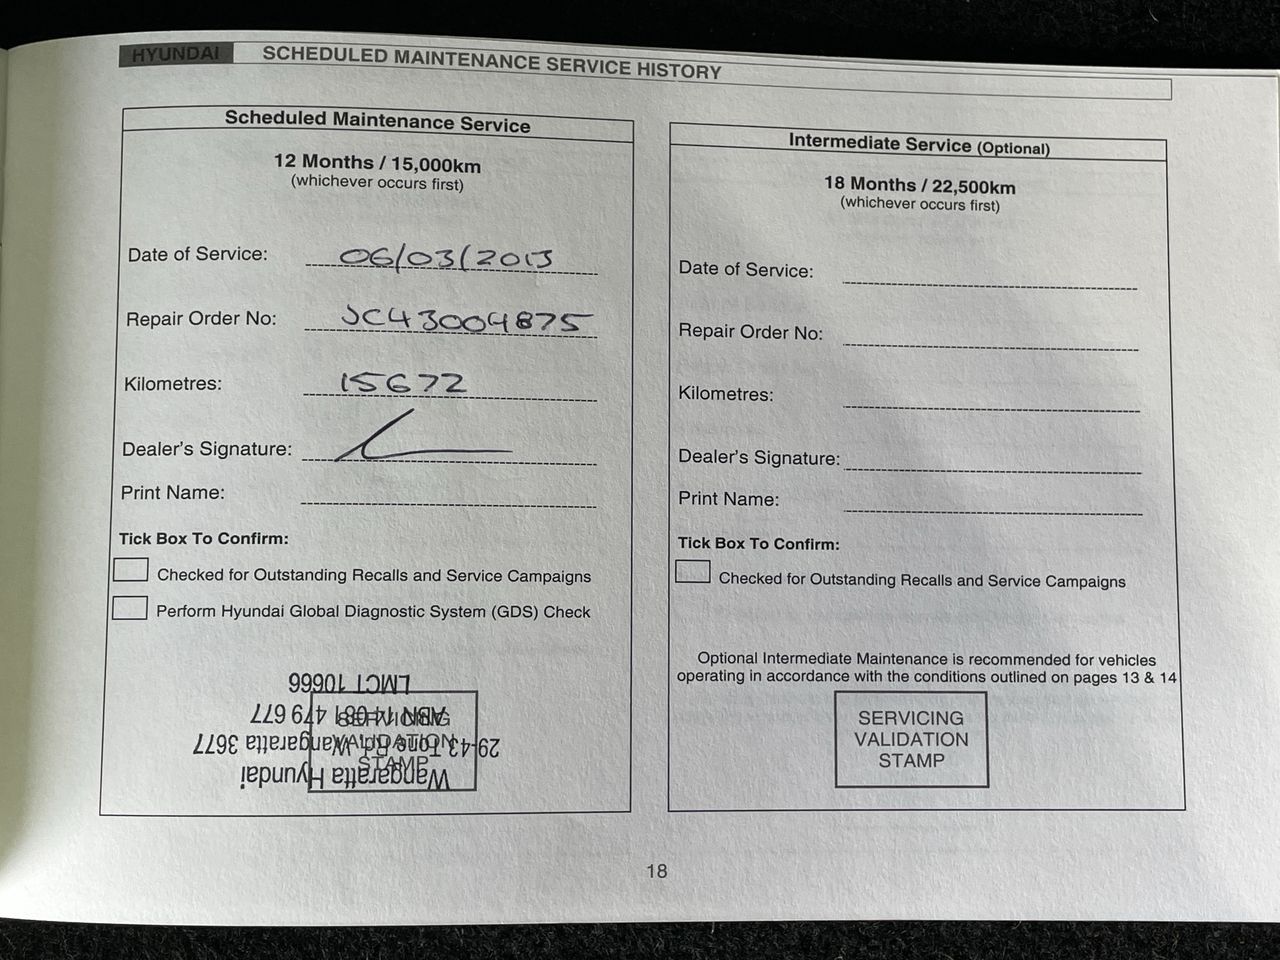 HYUNDAI SCHEDULED MAINTENANCE SERVICE HISTORY
Scheduled Maintenance Service
12 Months / 15,000km
(whichever occurs first)
Date of Service: 06/03/2013
Repair Order No: JC43004875
Kilometres: 15672
Dealer's Signature:
Print Name:
Tick Box To Confirm:
Checked for Outstanding Recalls and Service Campaigns
Perform Hyundai Global Diagnostic System (GDS) Check
SERVICING
VALIDATION
STAMP
Wangaratta Hyundai
29-43 Tone Rd Wangaratta 3677
ABN 14 081 479 677
LMCT 10666
Intermediate Service (Optional)
18 Months / 22,500km
(whichever occurs first)
Date of Service:
Repair Order No:
Kilometres:
Dealer's Signature:
Print Name:
Tick Box To Confirm:
Checked for Outstanding Recalls and Service Campaigns
Optional Intermediate Maintenance is recommended for vehicles
operating in accordance with the conditions outlined on pages 13 & 14
SERVICING
VALIDATION
STAMP
18